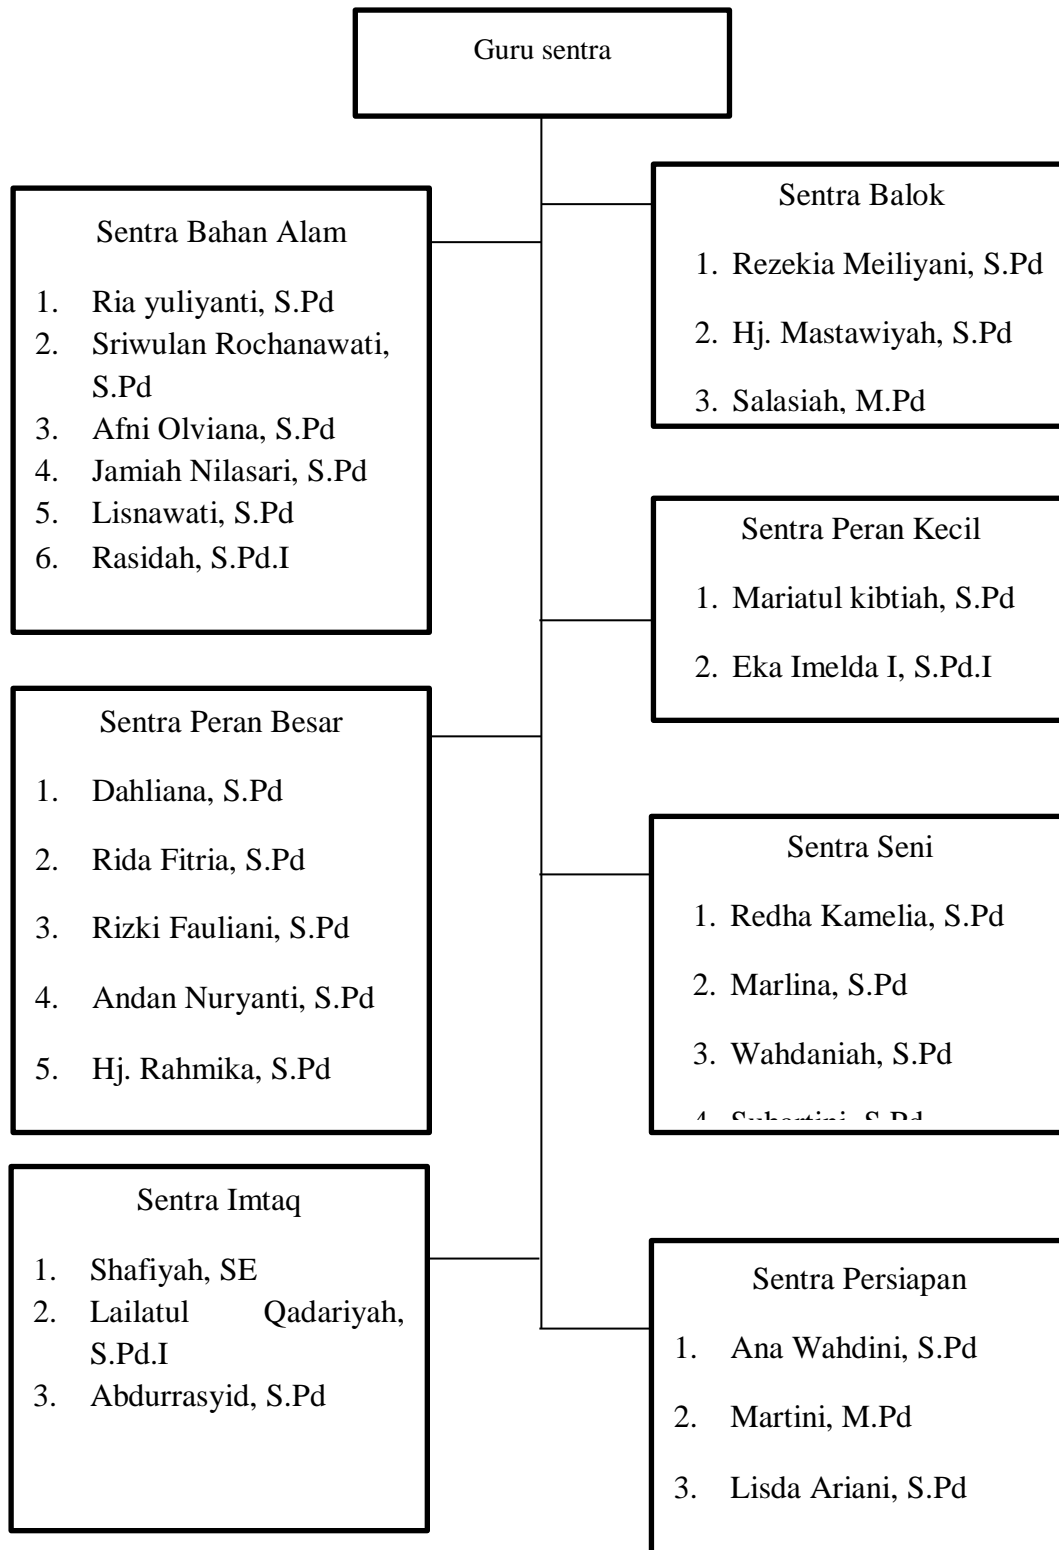 Guru sentra
Sentra Bahan Alam
1. Ria yuliyanti, S.Pd
2. Sriwulan Rochanawati,
S.Pd
3. Afni Olviana, S.Pd
4. Jamiah Nilasari, S.Pd
5. Lisnawati, S.Pd
6. Rasidah, S.Pd.I
Sentra Balok
1. Rezekia Meiliyani, S.Pd
2. Hj. Mastawiyah, S.Pd
3. Salasiah, M.Pd
Sentra Peran Kecil
1. Mariatul kibtiah, S.Pd
2. Eka Imelda I, S.Pd.I
Sentra Peran Besar
1. Dahliana, S.Pd
2. Rida Fitria, S.Pd
3. Rizki Fauliani, S.Pd
4. Andan Nuryanti, S.Pd
5. Hj. Rahmika, S.Pd
Sentra Seni
1. Redha Kamelia, S.Pd
2. Marlina, S.Pd
3. Wahdaniah, S.Pd
4. S.Pd
Sentra Imtaq
1. Shafiyah, SE
2. Lailatul Qadariyah,
S.Pd.I
3. Abdurrasyid, S.Pd
Sentra Persiapan
1. Ana Wahdini, S.Pd
2. Martini, M.Pd
3. Lisda Ariani, S.Pd